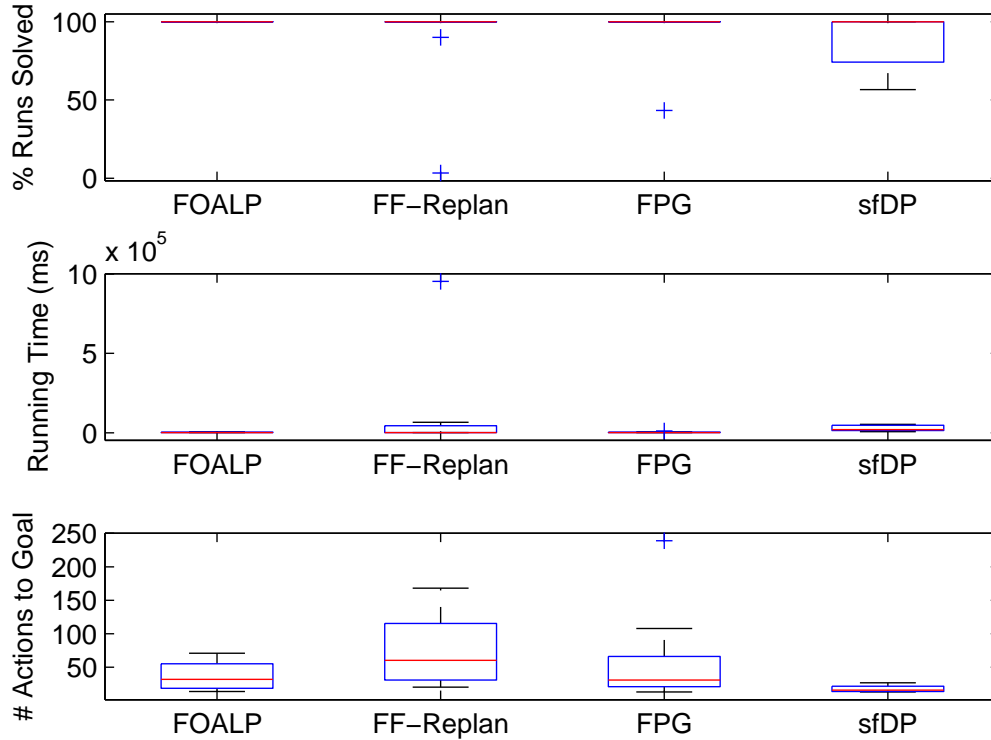 % Runs Solved
100
50
0
FOALP
FF−Replan
FPG
sfDP
Running Time (ms)
x 10^5
10
5
0
FOALP
FF−Replan
FPG
sfDP
# Actions to Goal
250
200
150
100
50
FOALP
FF−Replan
FPG
sfDP